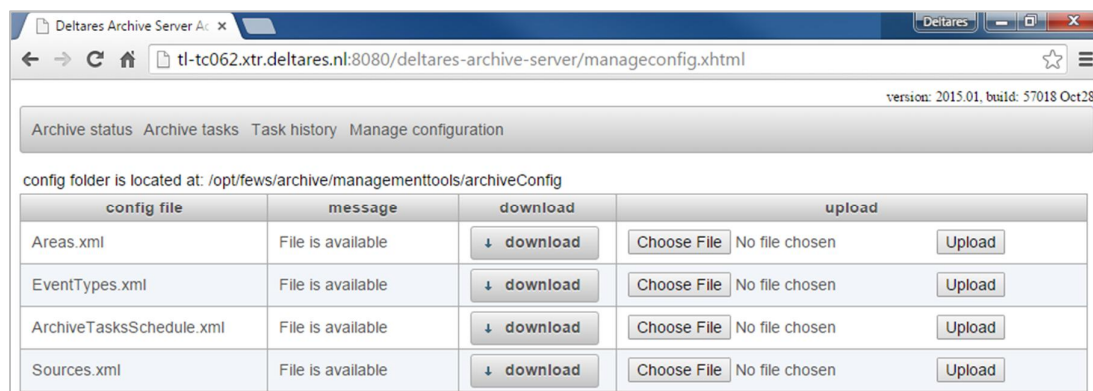 Deltares Archive Server Ac
Deltares
tl-tc062.xtr.deltares.nl:8080/deltares-archive-server/manageconfig.xhtml
version: 2015.01, build: 57018 Oct28
Archive status Archive tasks Task history Manage configuration
config folder is located at: /opt/fews/archive/managementtools/archiveConfig
config file message download upload
Areas.xml File is available download Choose File No file chosen Upload
EventTypes.xml File is available download Choose File No file chosen Upload
ArchiveTasksSchedule.xml File is available download Choose File No file chosen Upload
Sources.xml File is available download Choose File No file chosen Upload